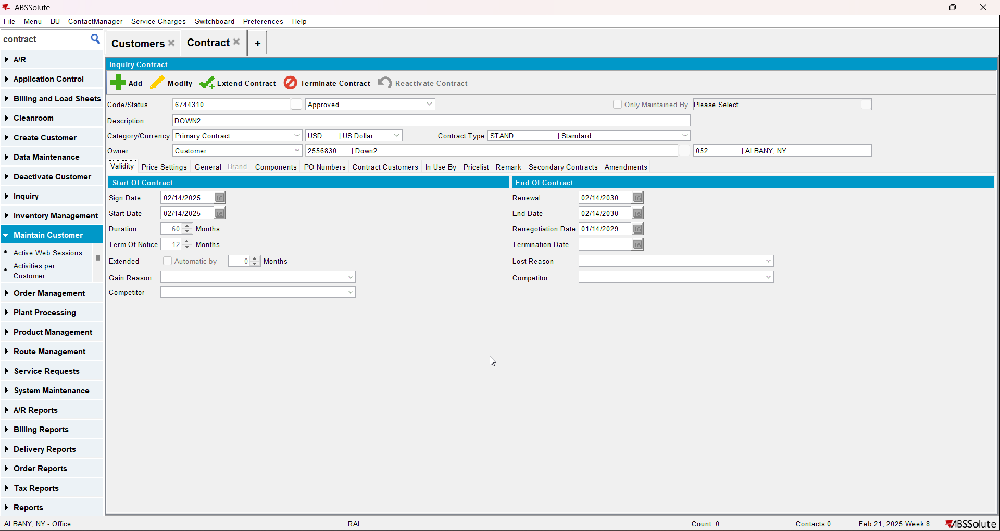 ABSSolute
File Menu BU ContactManager Service Charges Switchboard Preferences Help
contract
Customers Contract +
A/R
Application Control
Billing and Load Sheets
Cleanroom
Create Customer
Data Maintenance
Deactivate Customer
Inquiry
Inventory Management
Maintain Customer
Active Web Sessions
Activities per
Customer
Order Management
Plant Processing
Product Management
Route Management
Service Requests
System Maintenance
A/R Reports
Billing Reports
Delivery Reports
Order Reports
Tax Reports
Reports
Inquiry Contract
Add Modify Extend Contract Terminate Contract Reactivate Contract
Code/Status 6744310 ... Approved Only Maintained By Please Select... ...
Description DOWN2
Category/Currency Primary Contract USD | US Dollar Contract Type STAND | Standard
Owner Customer 2556830 | Down2 ... 052 | ALBANY, NY
Validity Price Settings General Brand Components PO Numbers Contract Customers In Use By Pricelist Remark Secondary Contracts Amendments
Start Of Contract
Sign Date 02/14/2025 16
Start Date 02/14/2025 16
Duration 60 Months
Term Of Notice 12 Months
Extended Automatic by 0 Months
Gain Reason
Competitor
End Of Contract
Renewal 02/14/2030 16
End Date 02/14/2030 16
Renegotiation Date 01/14/2029 16
Termination Date 16
Lost Reason
Competitor
ALBANY, NY - Office RAL Count: 0 Contacts 0 Feb 21, 2025 Week 8 ABSSolute